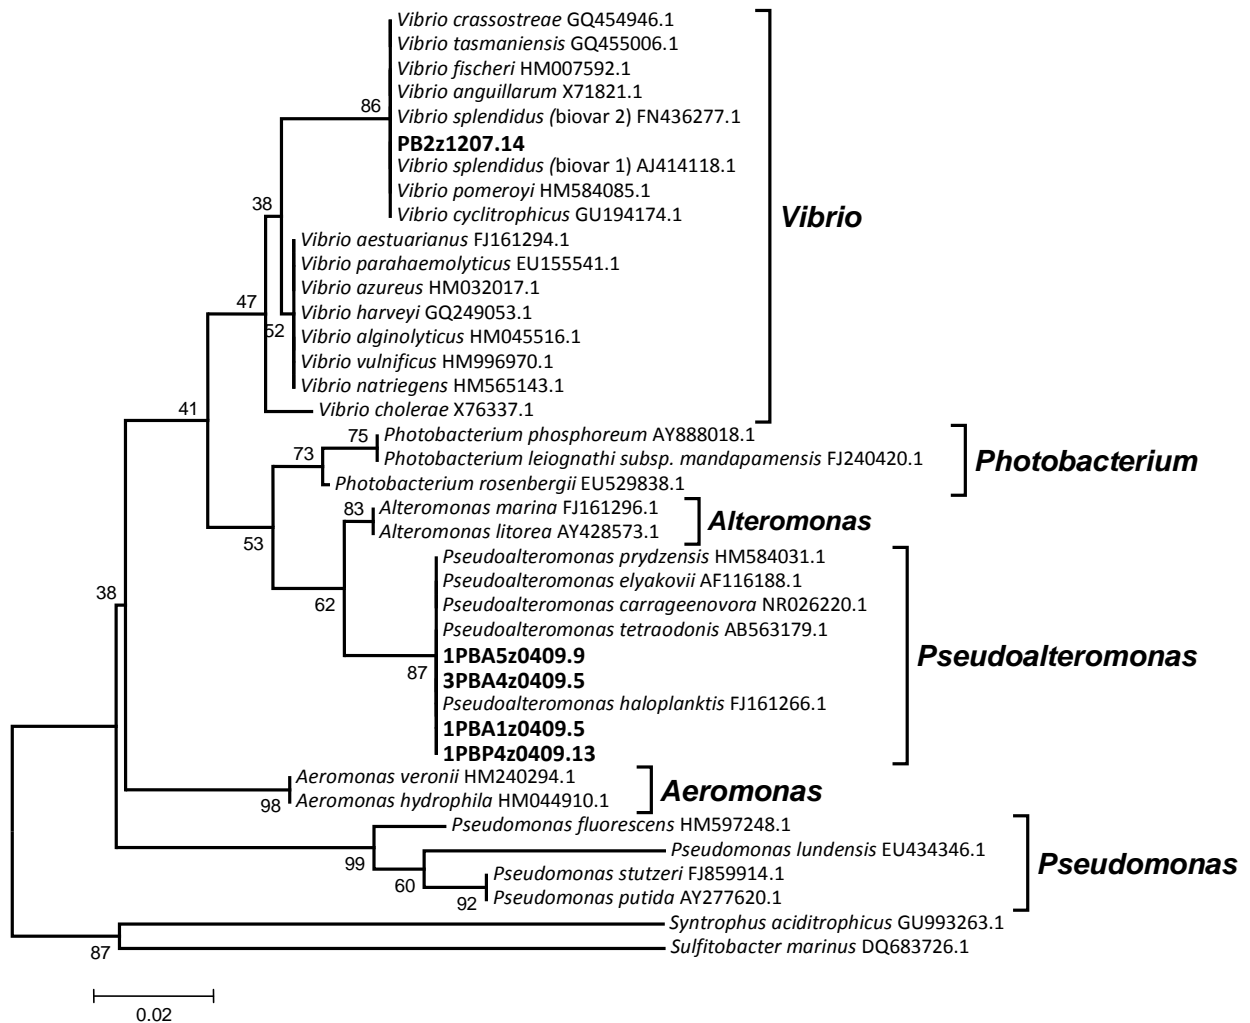 Vibrio crassostreae GQ454946.1
Vibrio tasmaniensis GQ455006.1
Vibrio fischeri HM007592.1
Vibrio anguillarum X71821.1
86
Vibrio splendidus (biovar 2) FN436277.1
PB2z1207.14
Vibrio splendidus (biovar 1) AJ414118.1
Vibrio pomeroyi HM584085.1
38
Vibrio cyclitrophicus GU194174.1
Vibrio
Vibrio aestuarianus FJ161294.1
Vibrio parahaemolyticus EU155541.1
Vibrio azureus HM032017.1
47
Vibrio harveyi GQ249053.1
52
Vibrio alginolyticus HM045516.1
Vibrio vulnificus HM996970.1
Vibrio natriegens HM565143.1
41
Vibrio cholerae X76337.1
75
Photobacterium phosphoreum AY888018.1
73
Photobacterium leiognathi subsp. mandapamensis FJ240420.1
Photobacterium
Photobacterium rosenbergii EU529838.1
83
Alteromonas marina FJ161296.1
Alteromonas
Alteromonas litorea AY428573.1
53
Pseudoalteromonas prydzensis HM584031.1
Pseudoalteromonas elyakovii AF116188.1
38
62
Pseudoalteromonas carrageenovora NR026220.1
Pseudoalteromonas tetraodonis AB563179.1
1PBA5z0409.9
Pseudoalteromonas
87
3PBA4z0409.5
Pseudoalteromonas haloplanktis FJ161266.1
1PBA1z0409.5
1PBP4z0409.13
Aeromonas veronii HM240294.1
Aeromonas
98
Aeromonas hydrophila HM044910.1
Pseudomonas fluorescens HM597248.1
99
Pseudomonas lundensis EU434346.1
Pseudomonas
60
Pseudomonas stutzeri FJ859914.1
92
Pseudomonas putida AY277620.1
Syntrophus aciditrophicus GU993263.1
87
Sulfitobacter marinus DQ683726.1
0.02